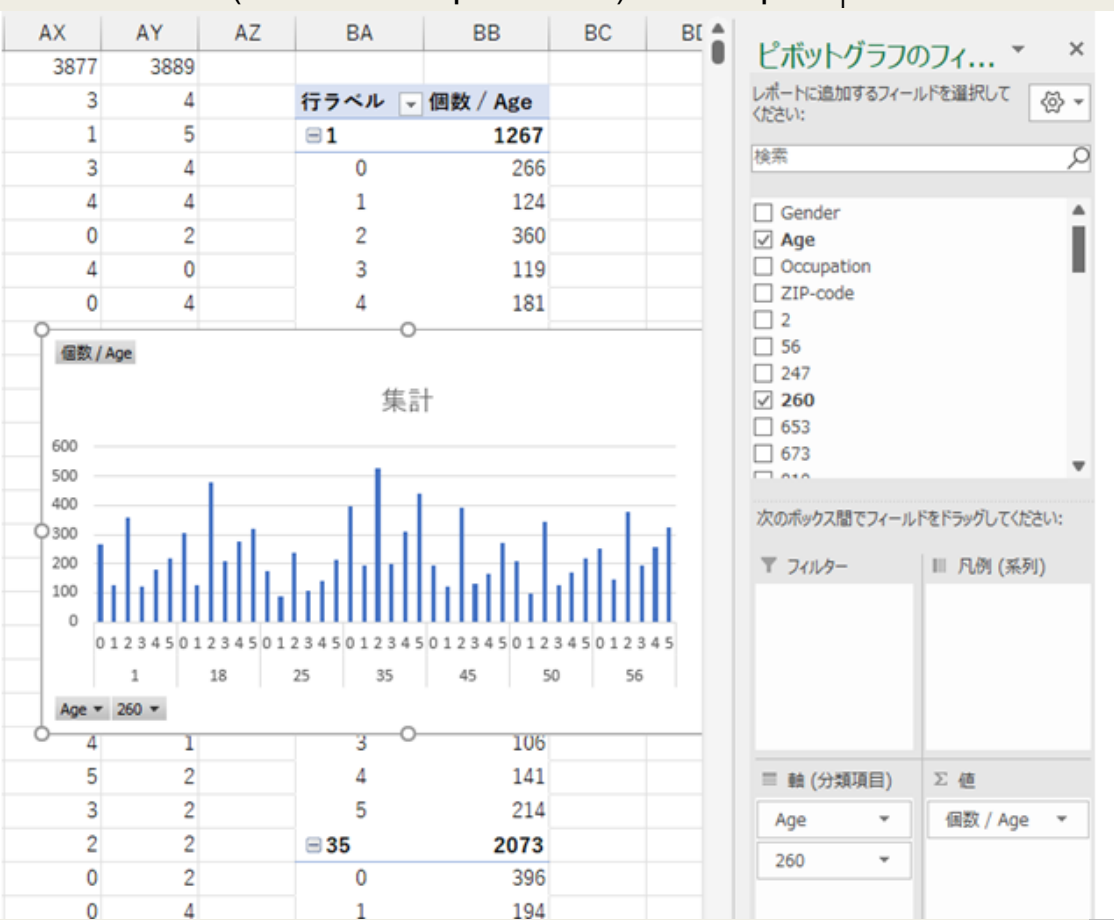 AX AY AZ BA BB BC
3877 3889
3 4 行ラベル 個数 / Age
1 5 1 1267
3 4 0 266
4 4 1 124
0 2 2 360
4 0 3 119
0 4 4 181
個数 / Age
集計
600
500
400
300
200
100
0
0 1 2 3 4 5 0 1 2 3 4 5 0 1 2 3 4 5 0 1 2 3 4 5 0 1 2 3 4 5 0 1 2 3 4 5 0 1 2 3 4 5
1 18 25 35 45 50 56
Age 260
4 1 3 106
5 2 4 141
3 2 5 214
2 2 35 2073
0 2 0 396
0 4 1 194
ピボットグラフのフィ...
レポートに追加するフィールドを選択して
ください:
検索
Gender
Age
Occupation
ZIP-code
2
56
247
260
653
673
次のボックス間でフィールドをドラッグしてください:
フィルター
凡例 (系列)
軸 (分類項目)
Σ 値
Age
個数 / Age
260